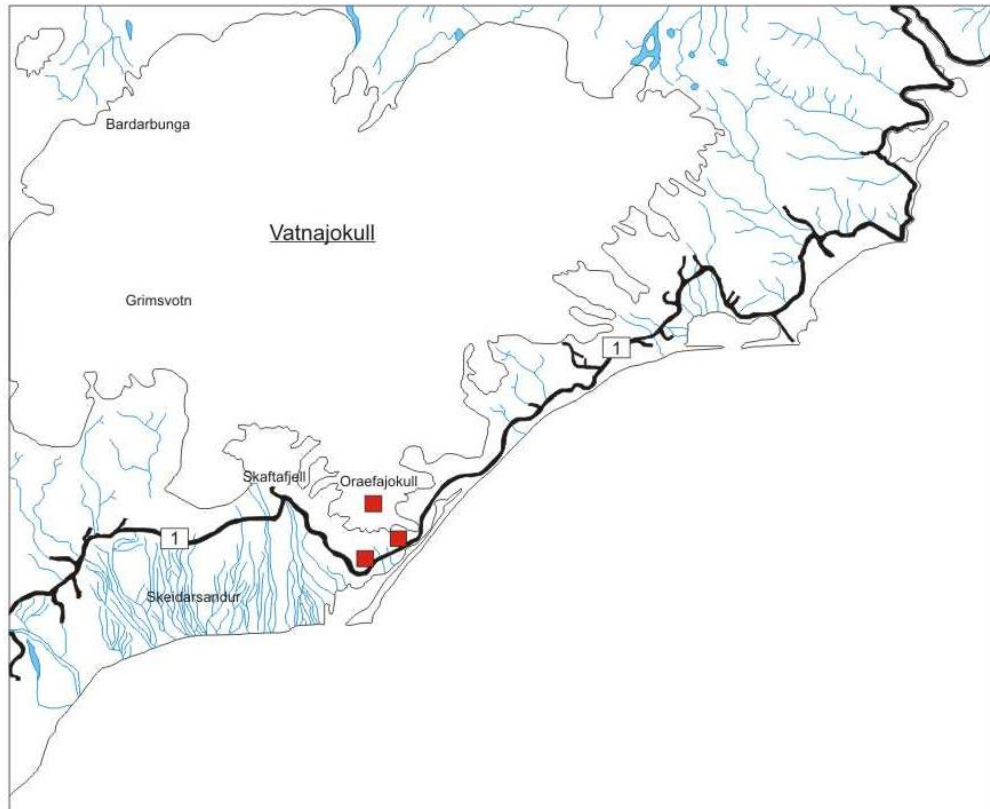 Bardarbunga
Vatnajokull
Grimsvotn
1
Skaftafjell
Oraefajokull
1
Skeidarsandur